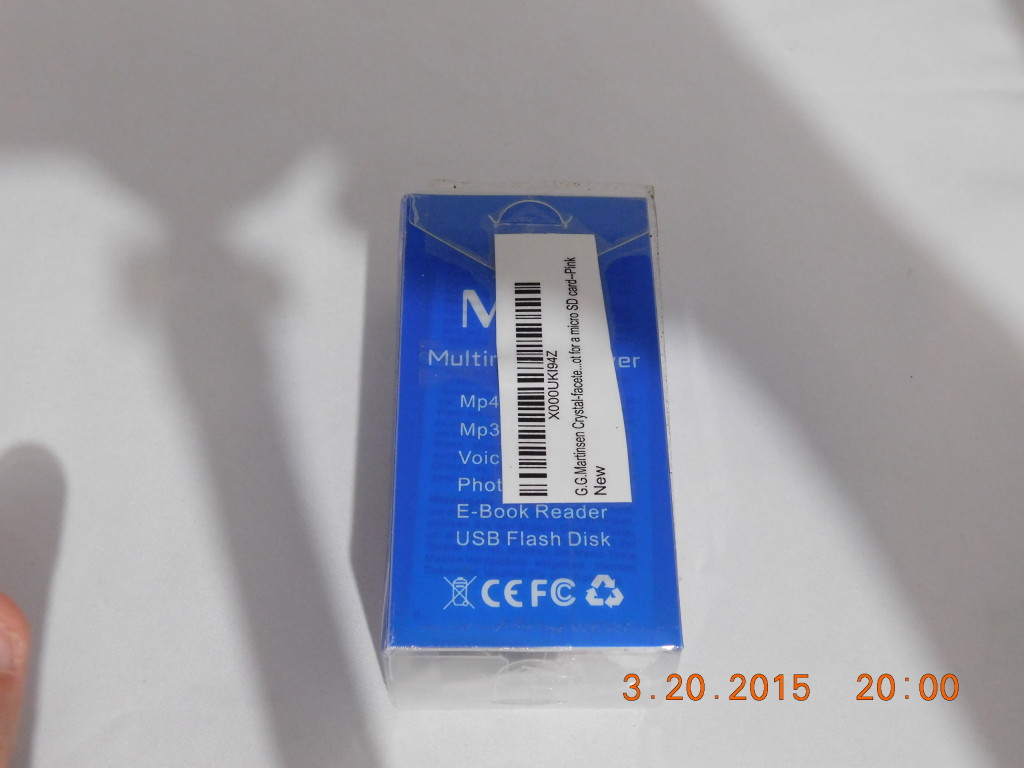 M
Multim er
Mp4
Mp3
Voic
Phot
E-Book Reader
USB Flash Disk
CE FC
X000UKI94Z
G.G.Martinsen Crystal-facete...ot for a micro SD card--Pink
New
3.20.2015 20:00